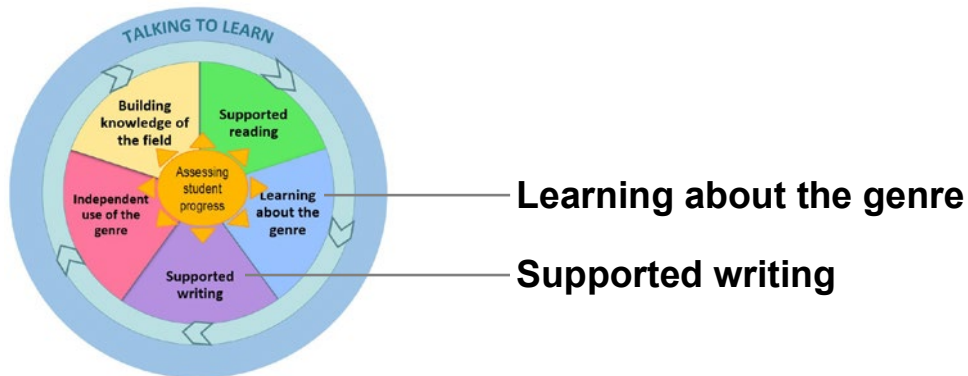 TALKING TO LEARN
Building
knowledge of
the field
Supported
reading
Assessing
student
progress
Independent
use of the
genre
Learning
about the
genre
Supported
writing
Learning about the genre
Supported writing